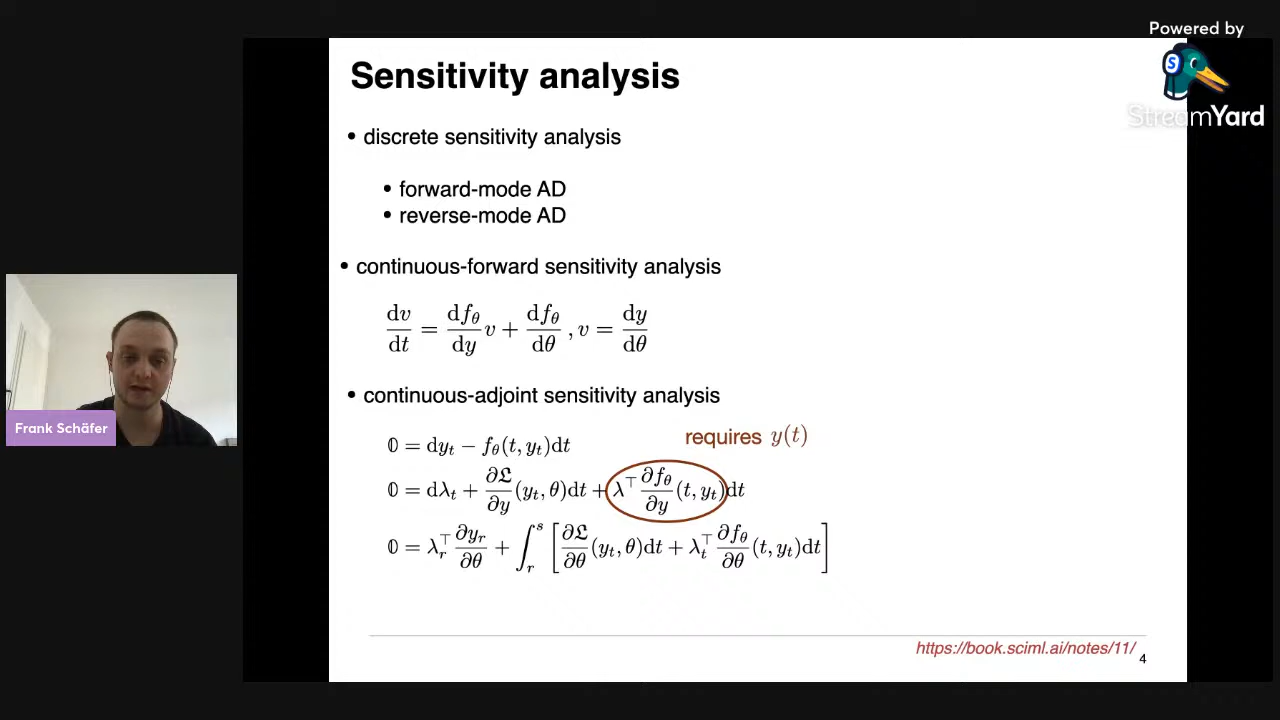 Powered by
StreamYard
Sensitivity analysis
• discrete sensitivity analysis
• forward-mode AD
• reverse-mode AD
• continuous-forward sensitivity analysis
dv/dt = df_θ/dy v + df_θ/dθ , v = dy/dθ
• continuous-adjoint sensitivity analysis
requires y(t)
𝟘 = dy_t − f_θ(t, y_t)dt
𝟘 = dλ_t + ∂𝔏/∂y (y_t, θ)dt + λ^⊤ ∂f_θ/∂y (t, y_t)dt
𝟘 = λ_r^⊤ ∂y_r/∂θ + ∫_r^s [∂𝔏/∂θ (y_t, θ)dt + λ_t^⊤ ∂f_θ/∂θ (t, y_t)dt]
Frank Schäfer
https://book.sciml.ai/notes/11/
4